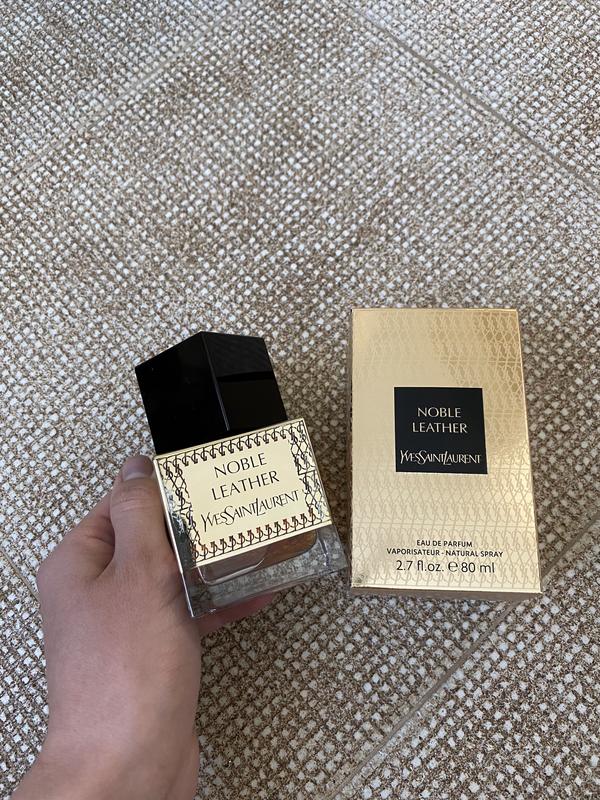 NOBLE
LEATHER
YVESSAINTLAURENT
NOBLE
LEATHER
YVESSAINTLAURENT
EAU DE PARFUM
VAPORISATEUR - NATURAL SPRAY
2.7 fl.oz. ℮ 80 ml